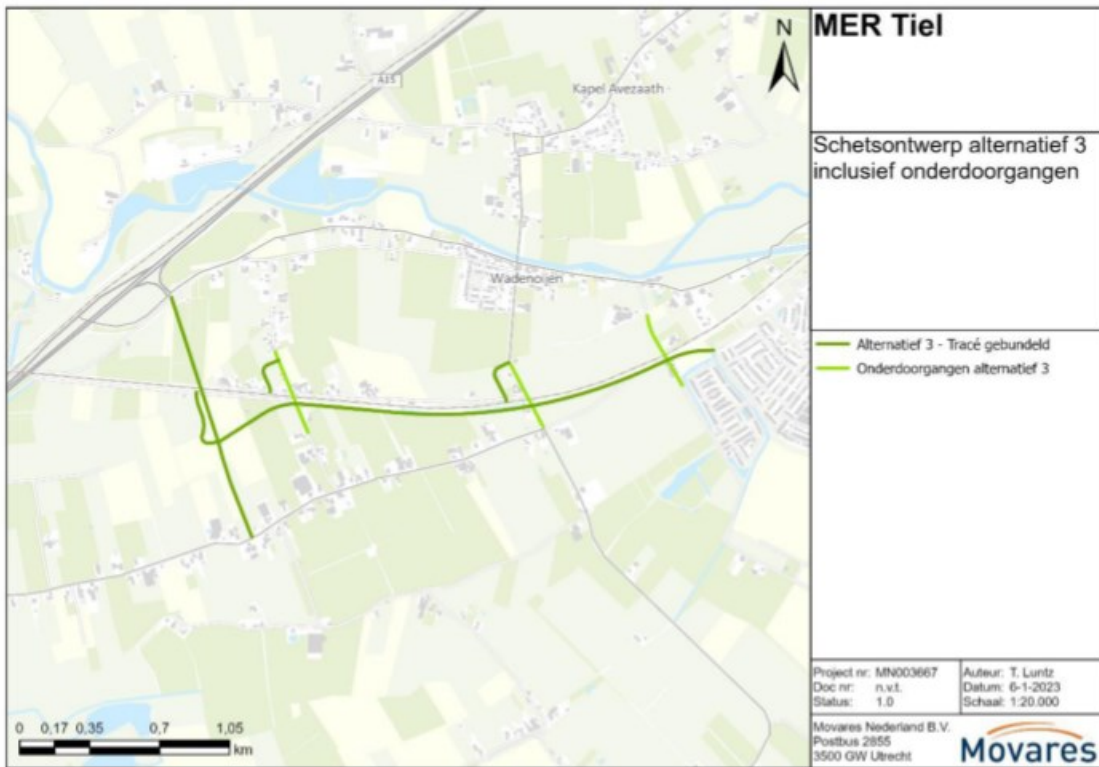 MER Tiel
Schetsontwerp alternatief 3
inclusief onderdoorgangen
Alternatief 3 - Tracé gebundeld
Onderdoorgangen alternatief 3
Project nr: MN003667
Doc nr: n.v.t.
Status: 1.0
Auteur: T. Luntz
Datum: 6-1-2023
Schaal: 1:20.000
Movares Nederland B.V.
Postbus 2855
3500 GW Utrecht
Movares
N
A15
Kapel Avezaath
Wadenoijen
0 0,17 0,35 0,7 1,05
km